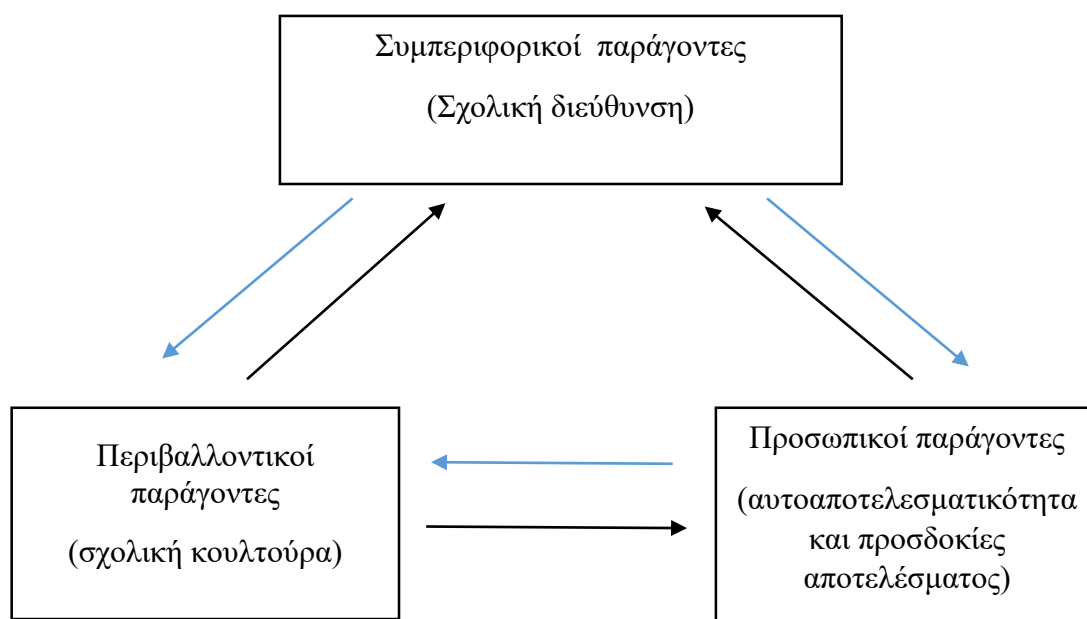 Συμπεριφορικοί παράγοντες
(Σχολική διεύθυνση)
Περιβαλλοντικοί
παράγοντες
(σχολική κουλτούρα)
Προσωπικοί παράγοντες
(αυτοαποτελεσματικότητα
και προσδοκίες
αποτελέσματος)